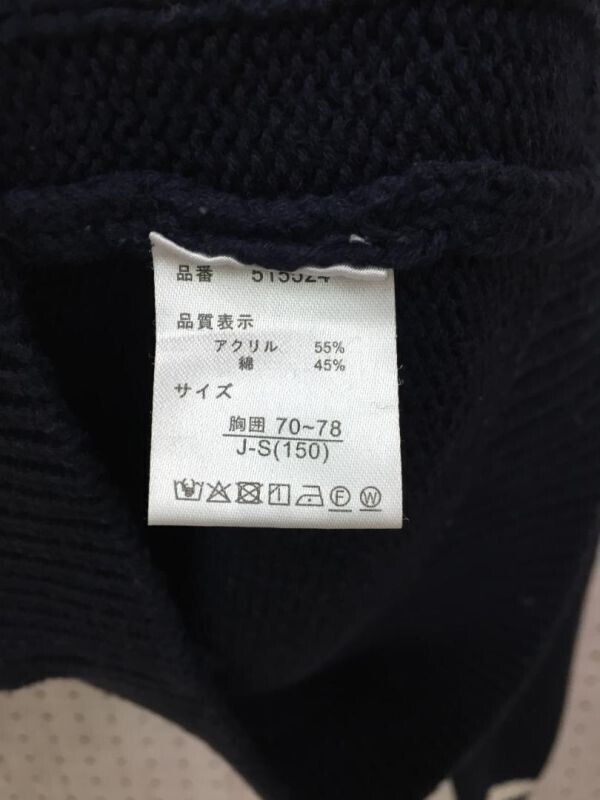 品番 515524
品質表示
アクリル 55%
綿 45%
サイズ
胸囲 70~78
J-S(150)
F W